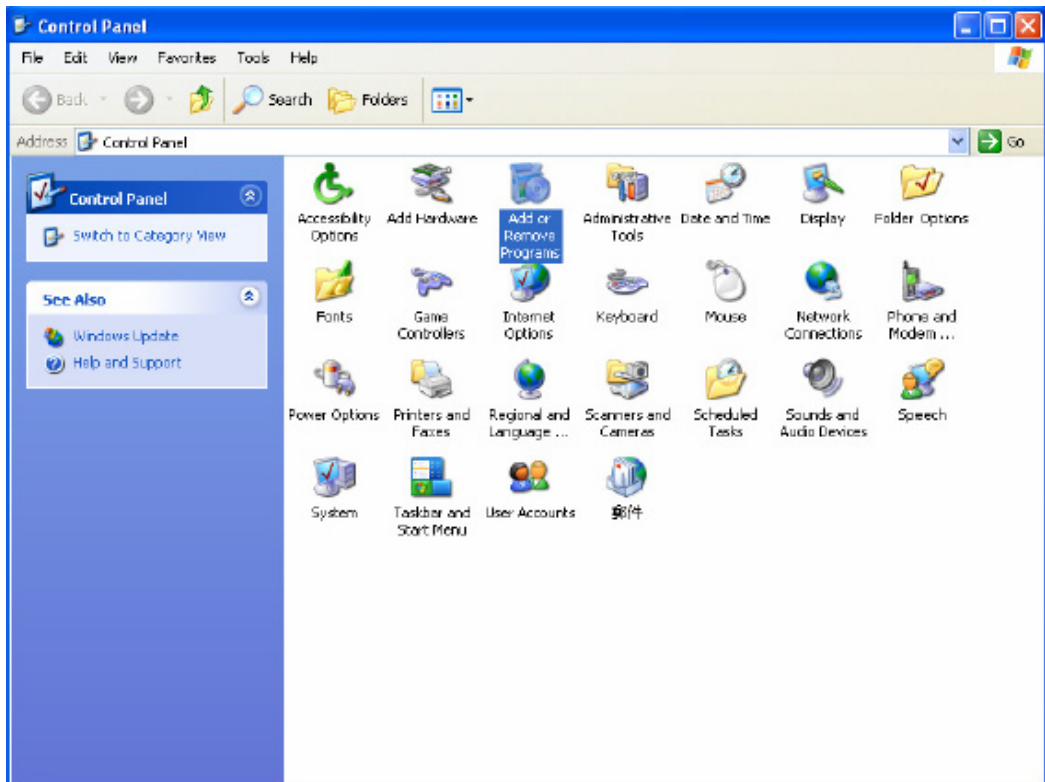 Control Panel
File Edit View Favorites Tools Help
Back Search Folders
Address Control Panel Go
Control Panel
Switch to Category View
See Also
Windows Update
Help and Support
Accessibility Options
Add Hardware
Add or Remove Programs
Administrative Tools
Date and Time
Display
Folder Options
Fonts
Game Controllers
Internet Options
Keyboard
Mouse
Network Connections
Phone and Modem ...
Power Options
Printers and Faxes
Regional and Language ...
Scanners and Cameras
Scheduled Tasks
Sounds and Audio Devices
Speech
System
Taskbar and Start Menu
User Accounts
郵件